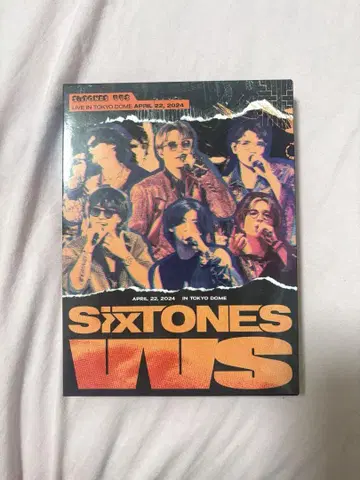 LIVE IN TOKYO DOME APRIL 22, 2024
APRIL 22, 2024 IN TOKYO DOME
SixTONES
VVS